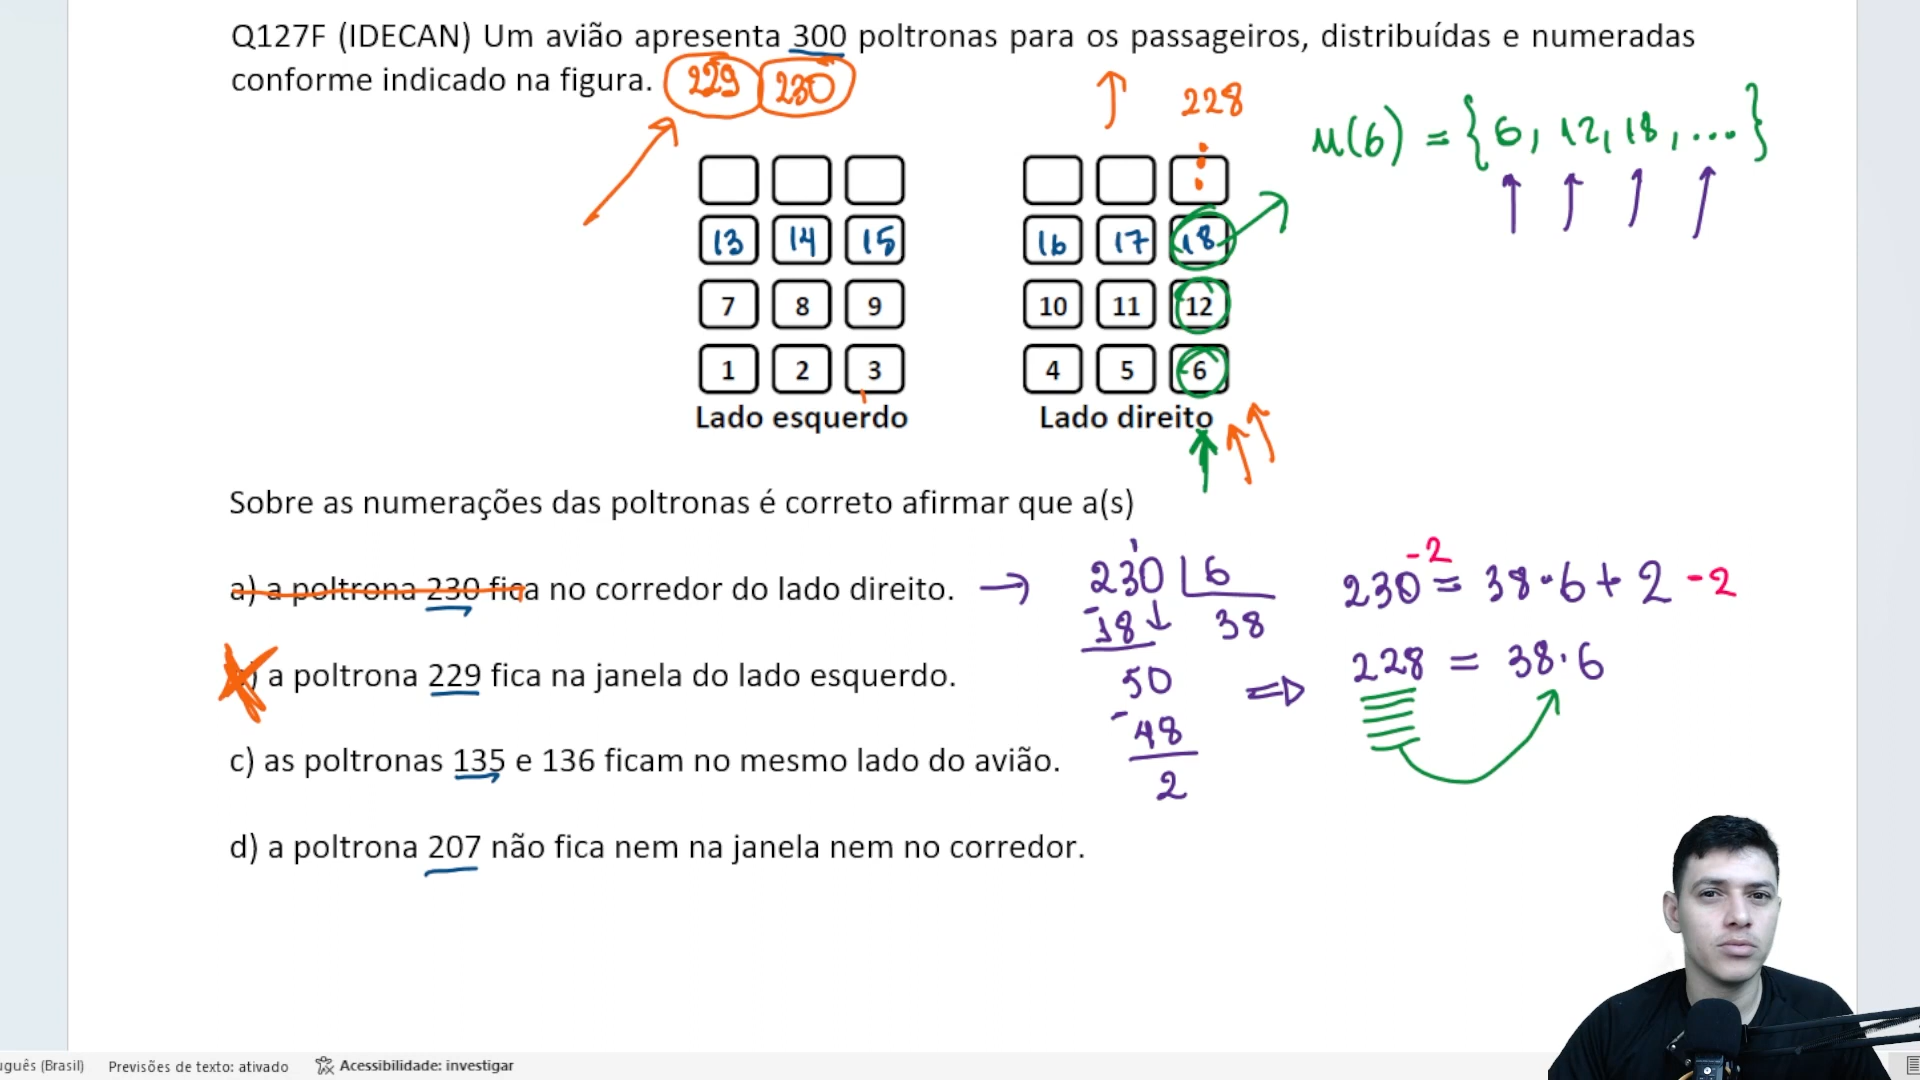 Q127F (IDECAN) Um avião apresenta 300 poltronas para os passageiros, distribuídas e numeradas
conforme indicado na figura. 229 230
228
M(6) = {6, 12, 18, ...}
13 14 15 16 17 18
7 8 9 10 11 12
1 2 3 4 5 6
Lado esquerdo Lado direito
Sobre as numerações das poltronas é correto afirmar que a(s)
a) a poltrona 230 fica no corredor do lado direito.
b) a poltrona 229 fica na janela do lado esquerdo.
c) as poltronas 135 e 136 ficam no mesmo lado do avião.
d) a poltrona 207 não fica nem na janela nem no corredor.
230 6
-18 38
50
-48
2
230 -2 = 38·6 + 2 -2
⇒ 228 = 38·6
uguês (Brasil) Previsões de texto: ativado Acessibilidade: investigar